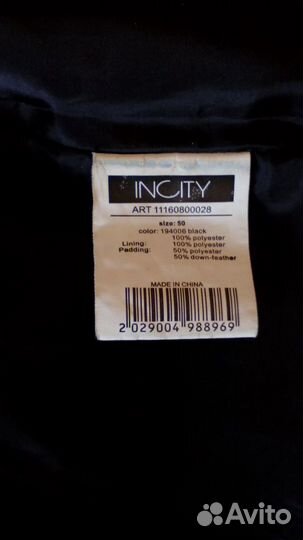 INCITY
ART 11160800028
size: 50
color: 194006 black
100% polyester
Lining: 100% polyester
Padding: 50% polyester
50% down-feather
MADE IN CHINA
2 029004 988969
Avito